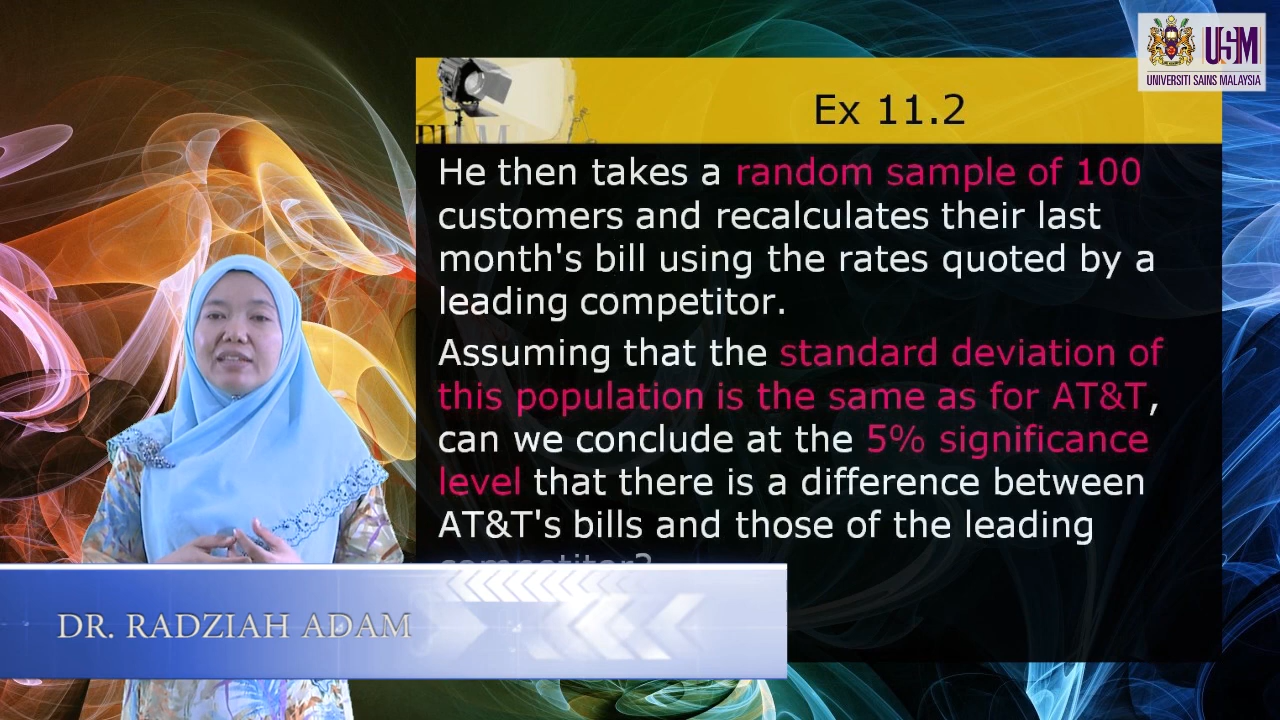 USM
UNIVERSITI SAINS MALAYSIA
Ex 11.2
He then takes a random sample of 100
customers and recalculates their last
month's bill using the rates quoted by a
leading competitor.
Assuming that the standard deviation of
this population is the same as for AT&T,
can we conclude at the 5% significance
level that there is a difference between
AT&T's bills and those of the leading
competitor?
DR. RADZIAH ADAM